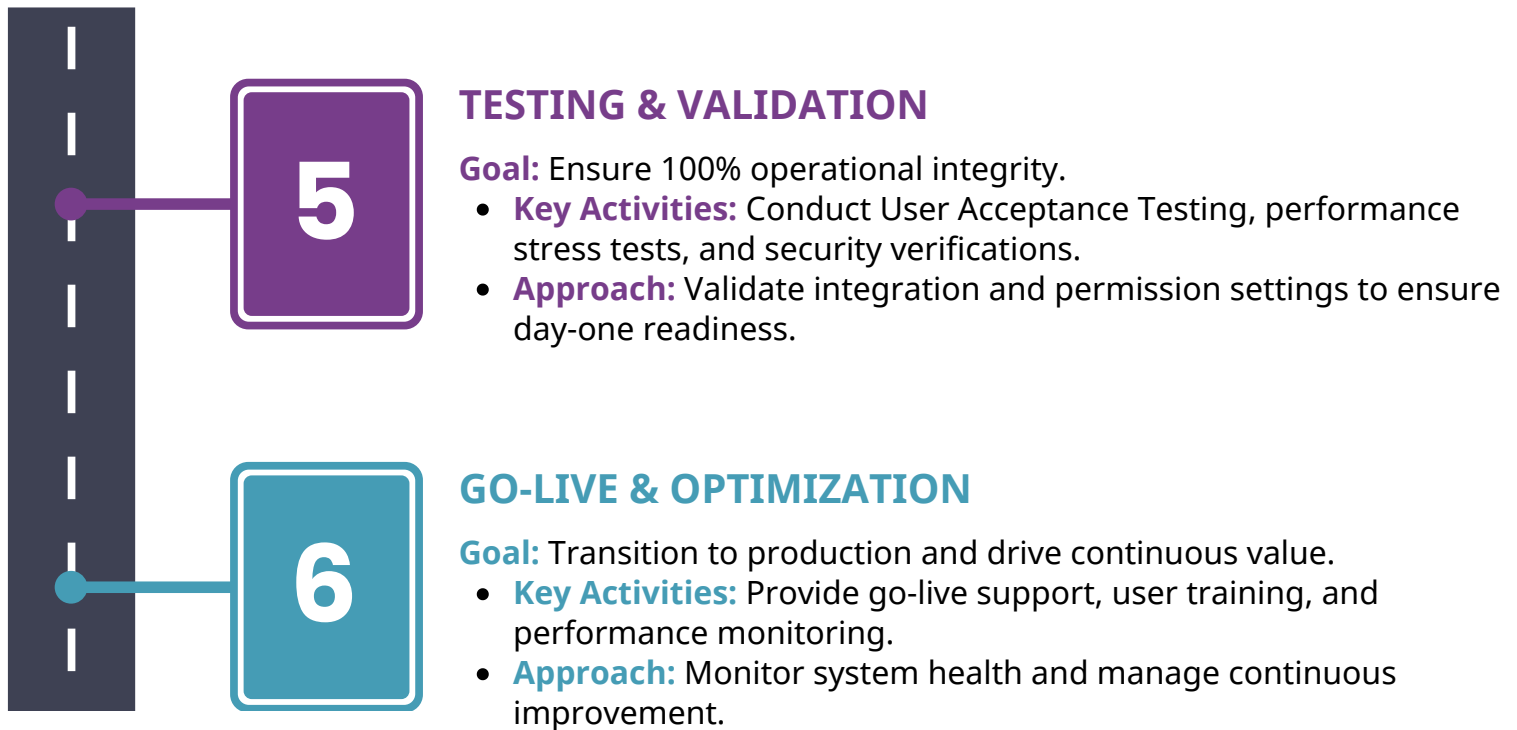 5
TESTING & VALIDATION
Goal: Ensure 100% operational integrity.
• Key Activities: Conduct User Acceptance Testing, performance
stress tests, and security verifications.
• Approach: Validate integration and permission settings to ensure
day-one readiness.
6
GO-LIVE & OPTIMIZATION
Goal: Transition to production and drive continuous value.
• Key Activities: Provide go-live support, user training, and
performance monitoring.
• Approach: Monitor system health and manage continuous
improvement.